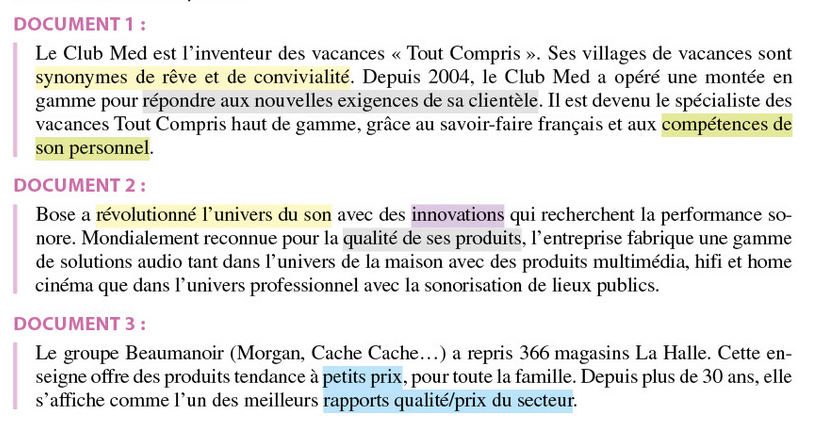 DOCUMENT 1 :
Le Club Med est l’inventeur des vacances « Tout Compris ». Ses villages de vacances sont
synonymes de rêve et de convivialité. Depuis 2004, le Club Med a opéré une montée en
gamme pour répondre aux nouvelles exigences de sa clientèle. Il est devenu le spécialiste des
vacances Tout Compris haut de gamme, grâce au savoir-faire français et aux compétences de
son personnel.
DOCUMENT 2 :
Bose a révolutionné l’univers du son avec des innovations qui recherchent la performance so-
nore. Mondialement reconnue pour la qualité de ses produits, l’entreprise fabrique une gamme
de solutions audio tant dans l’univers de la maison avec des produits multimédia, hifi et home
cinéma que dans l’univers professionnel avec la sonorisation de lieux publics.
DOCUMENT 3 :
Le groupe Beaumanoir (Morgan, Cache Cache…) a repris 366 magasins La Halle. Cette en-
seigne offre des produits tendance à petits prix, pour toute la famille. Depuis plus de 30 ans, elle
s’affiche comme l’un des meilleurs rapports qualité/prix du secteur.